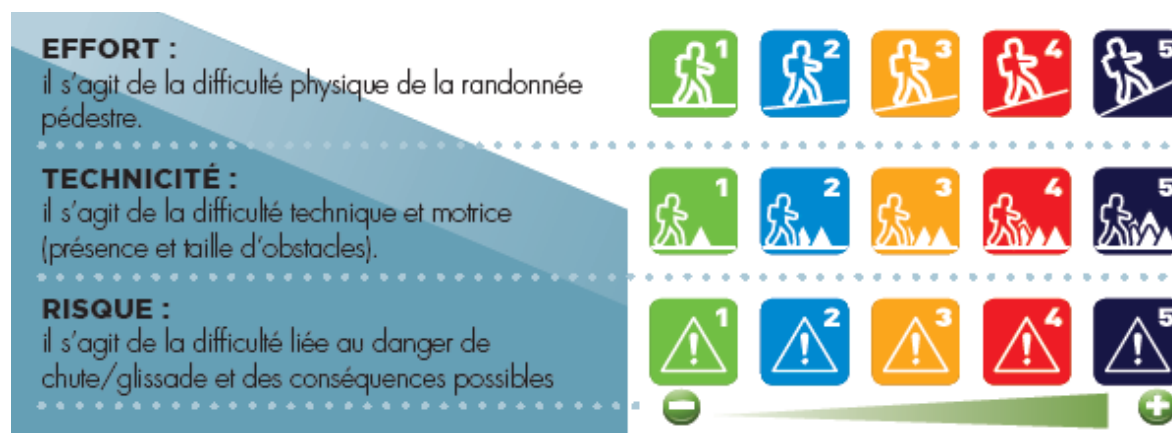 EFFORT :
il s'agit de la difficulté physique de la randonnée
pédestre.
1 2 3 4 5
TECHNICITÉ :
il s'agit de la difficulté technique et motrice
(présence et taille d'obstacles).
1 2 3 4 5
RISQUE :
il s'agit de la difficulté liée au danger de
chute/glissade et des conséquences possibles
1 2 3 4 5